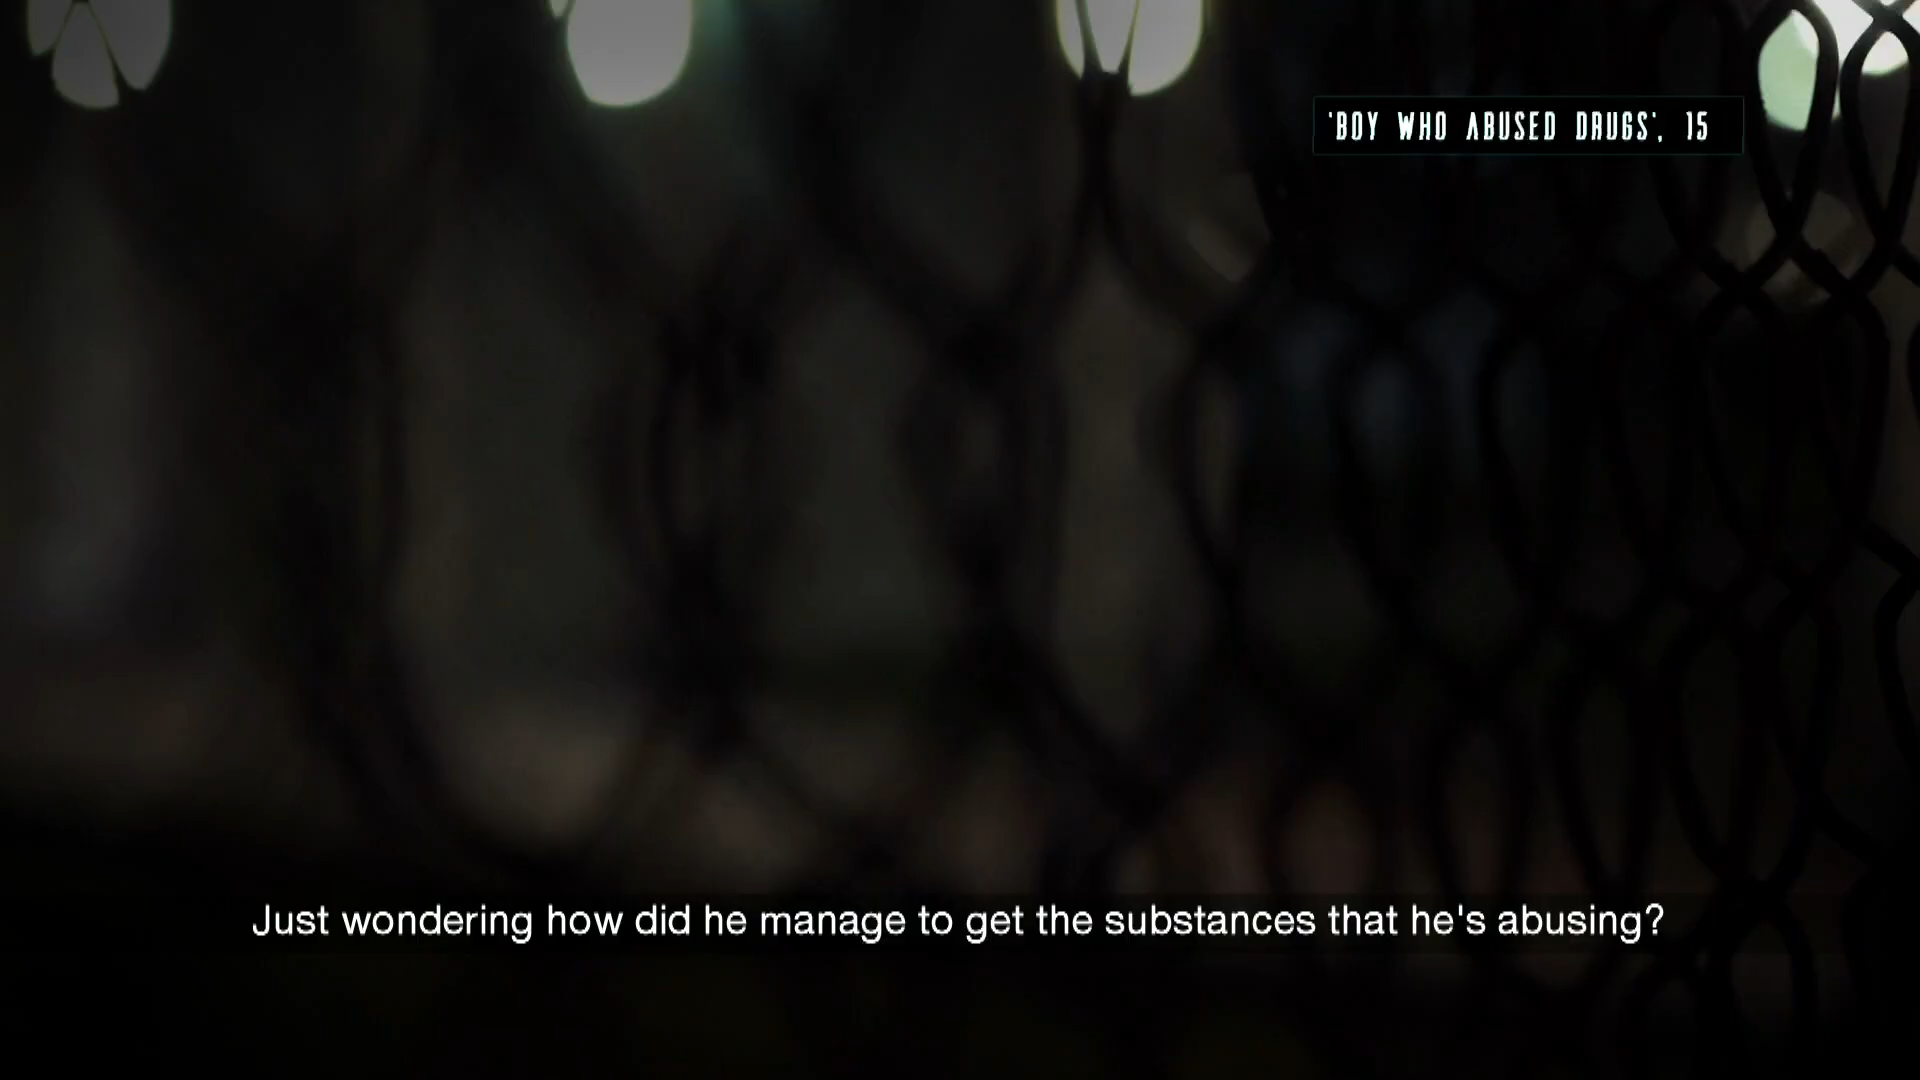 'BOY WHO ABUSED DRUGS', 15
Just wondering how did he manage to get the substances that he's abusing?